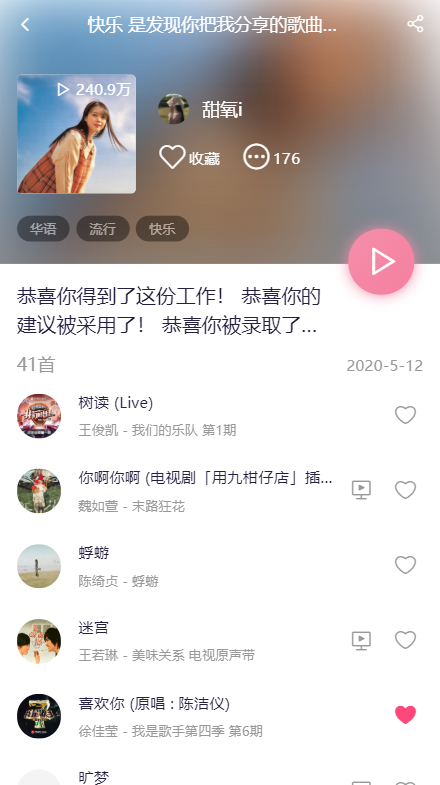 快乐 是发现你把我分享的歌曲...
240.9万
甜氧i
收藏
176
华语
流行
快乐
恭喜你得到了这份工作！ 恭喜你的
建议被采用了！ 恭喜你被录取了...
41首
2020-5-12
树读 (Live)
王俊凯 - 我们的乐队 第1期
你啊你啊 (电视剧「用九柑仔店」插...
魏如萱 - 末路狂花
蜉蝣
陈绮贞 - 蜉蝣
迷宫
王若琳 - 美味关系 电视原声带
喜欢你 (原唱 : 陈洁仪)
徐佳莹 - 我是歌手第四季 第6期
旷梦